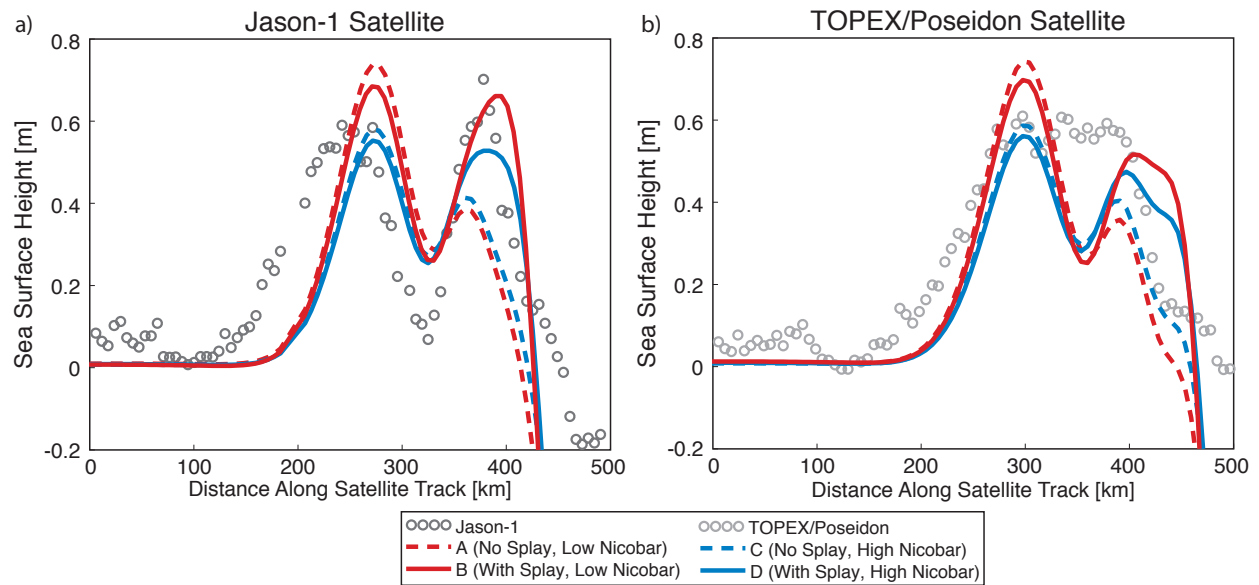 a)
Jason-1 Satellite
0.8
0.6
0.4
0.2
0
-0.2
Sea Surface Height [m]
0 100 200 300 400 500
Distance Along Satellite Track [km]
b)
TOPEX/Poseidon Satellite
0.8
0.6
0.4
0.2
0
-0.2
Sea Surface Height [m]
0 100 200 300 400 500
Distance Along Satellite Track [km]
Jason-1
TOPEX/Poseidon
A (No Splay, Low Nicobar)
C (No Splay, High Nicobar)
B (With Splay, Low Nicobar)
D (With Splay, High Nicobar)